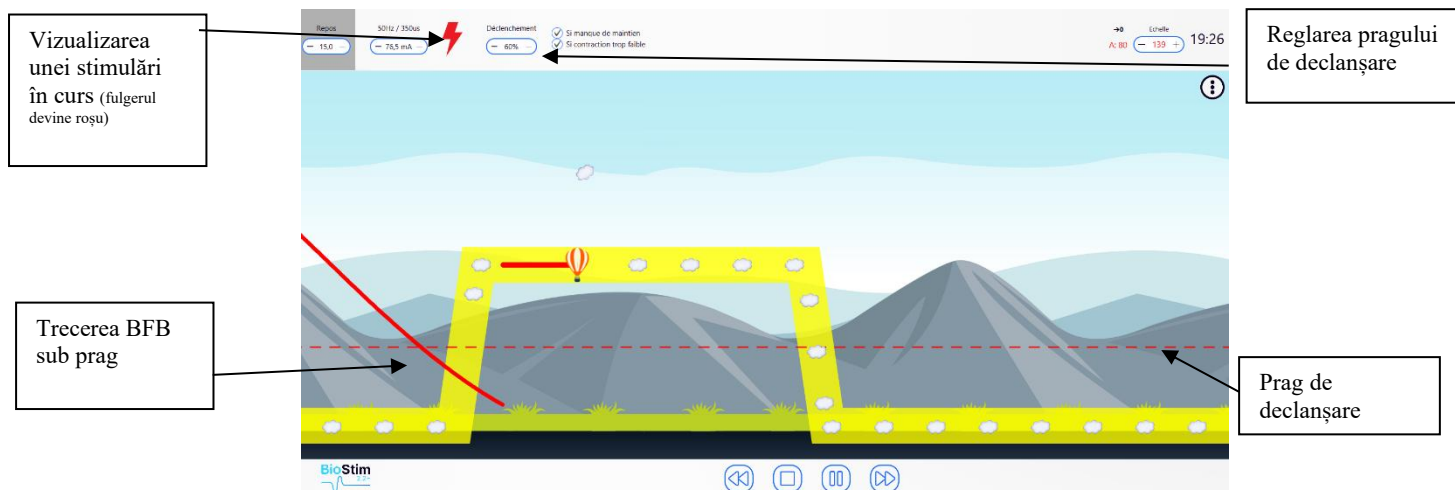 Vizualizarea
unei stimulări
în curs (fulgerul
devine roșu)
Repos
− 15,0 −
50Hz / 350us
− 76,5 mA −
Déclenchement
− 60% −
Si manque de maintien
Si contraction trop faible
→0
A: 80
Echelle
− 139 +
19:26
Reglarea pragului
de declanșare
Trecerea BFB
sub prag
Prag de
declanșare
BioStim